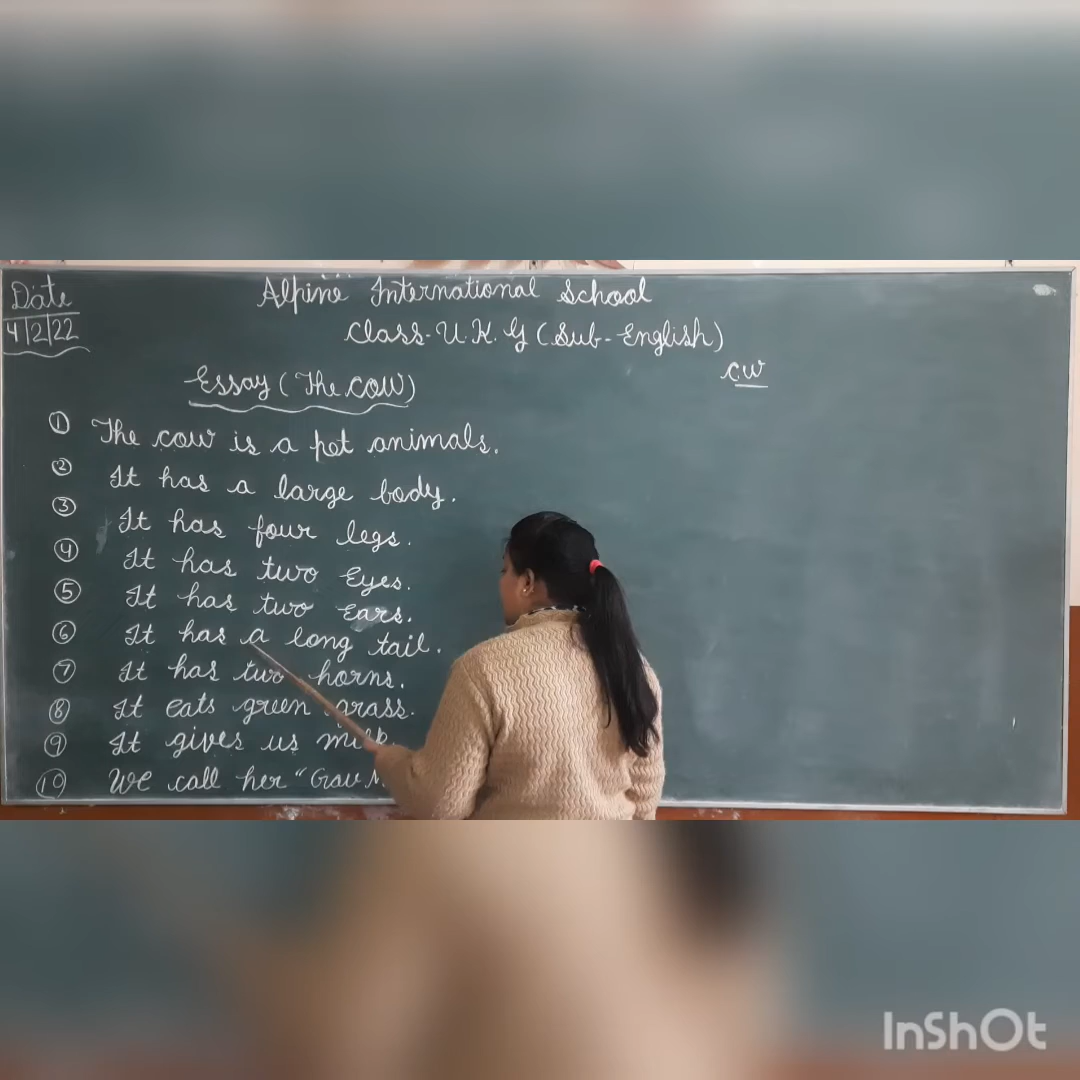 Date
4/2/22
Alpine International School
Class-U.K.G (Sub-English)
C.W
Essay (The COW)
① The cow is a pet animals.
② It has a large body.
③ It has four legs.
④ It has two Eyes.
⑤ It has two Ears.
⑥ It has a long tail.
⑦ It has two horns.
⑧ It eats green grass.
⑨ It gives us milk
⑩ We call her "Gau M
InShOt